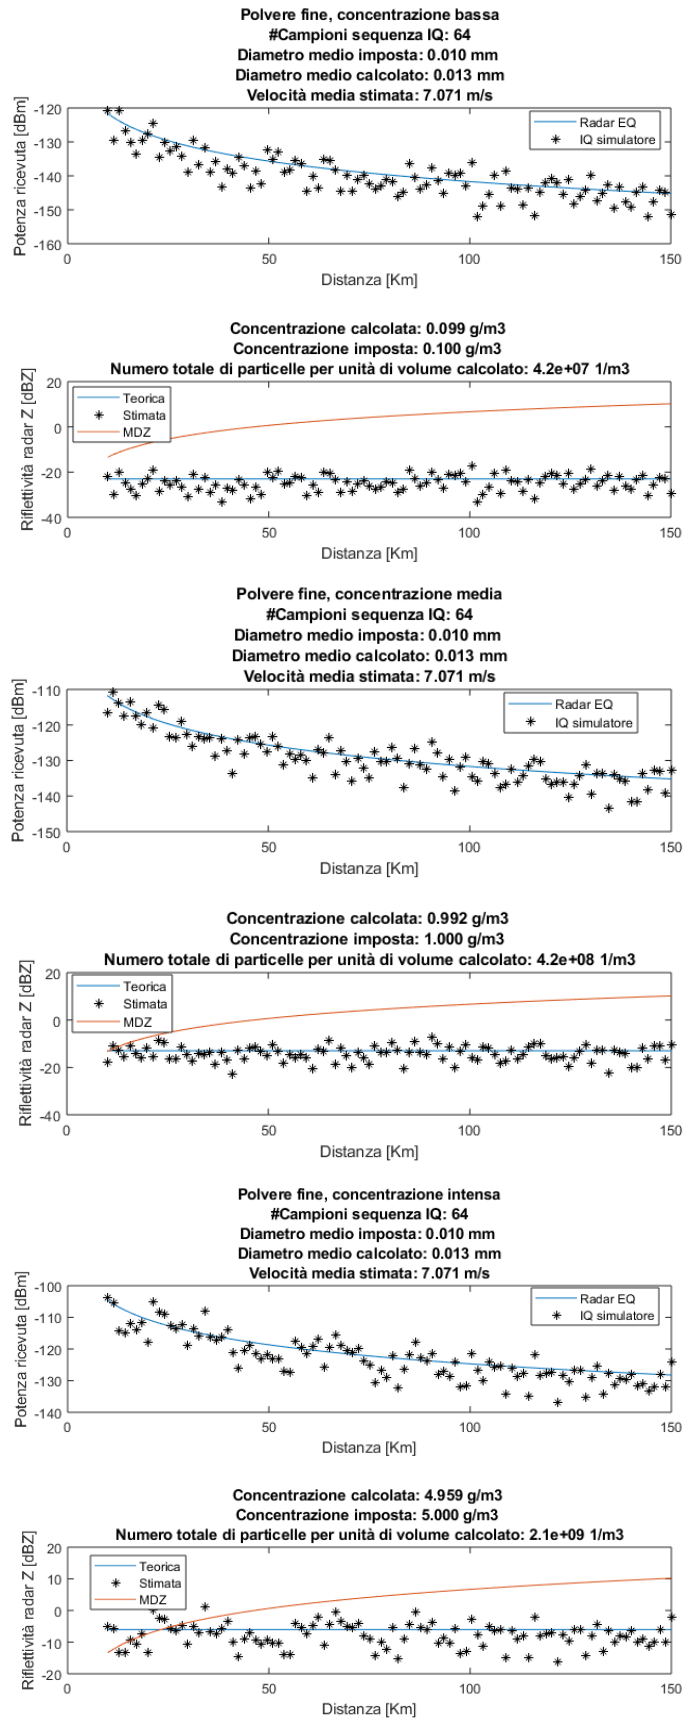 Polvere fine, concentrazione bassa
#Campioni sequenza IQ: 64
Diametro medio imposta: 0.010 mm
Diametro medio calcolato: 0.013 mm
Velocità media stimata: 7.071 m/s
Potenza ricevuta [dBm]
-120
-130
-140
-150
-160
Radar EQ
IQ simulatore
0
50
100
150
Distanza [Km]
Concentrazione calcolata: 0.099 g/m3
Concentrazione imposta: 0.100 g/m3
Numero totale di particelle per unità di volume calcolato: 4.2e+07 1/m3
Riflettività radar Z [dBZ]
20
0
-20
-40
Teorica
Stimata
MDZ
0
50
100
150
Distanza [Km]
Polvere fine, concentrazione media
#Campioni sequenza IQ: 64
Diametro medio imposta: 0.010 mm
Diametro medio calcolato: 0.013 mm
Velocità media stimata: 7.071 m/s
Potenza ricevuta [dBm]
-110
-120
-130
-140
-150
Radar EQ
IQ simulatore
0
50
100
150
Distanza [Km]
Concentrazione calcolata: 0.992 g/m3
Concentrazione imposta: 1.000 g/m3
Numero totale di particelle per unità di volume calcolato: 4.2e+08 1/m3
Riflettività radar Z [dBZ]
20
0
-20
-40
Teorica
Stimata
MDZ
0
50
100
150
Distanza [Km]
Polvere fine, concentrazione intensa
#Campioni sequenza IQ: 64
Diametro medio imposta: 0.010 mm
Diametro medio calcolato: 0.013 mm
Velocità media stimata: 7.071 m/s
Potenza ricevuta [dBm]
-100
-110
-120
-130
-140
Radar EQ
IQ simulatore
0
50
100
150
Distanza [Km]
Concentrazione calcolata: 4.959 g/m3
Concentrazione imposta: 5.000 g/m3
Numero totale di particelle per unità di volume calcolato: 2.1e+09 1/m3
Riflettività radar Z [dBZ]
20
10
0
-10
-20
Teorica
Stimata
MDZ
0
50
100
150
Distanza [Km]